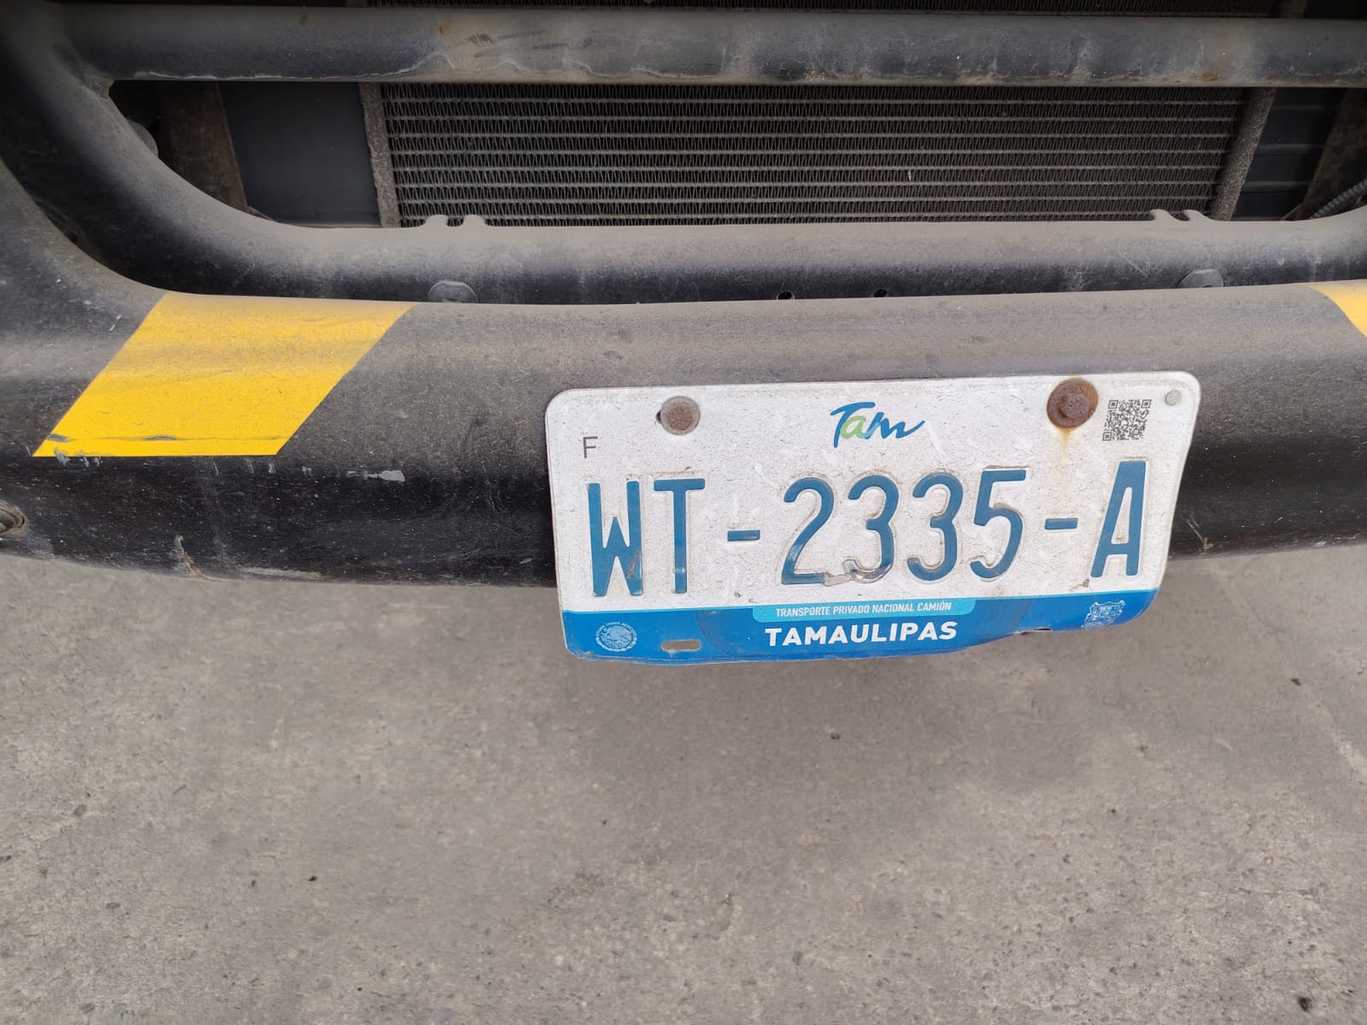 Tam
F
WT-2335-A
TRANSPORTE PRIVADO NACIONAL CAMIÓN
TAMAULIPAS